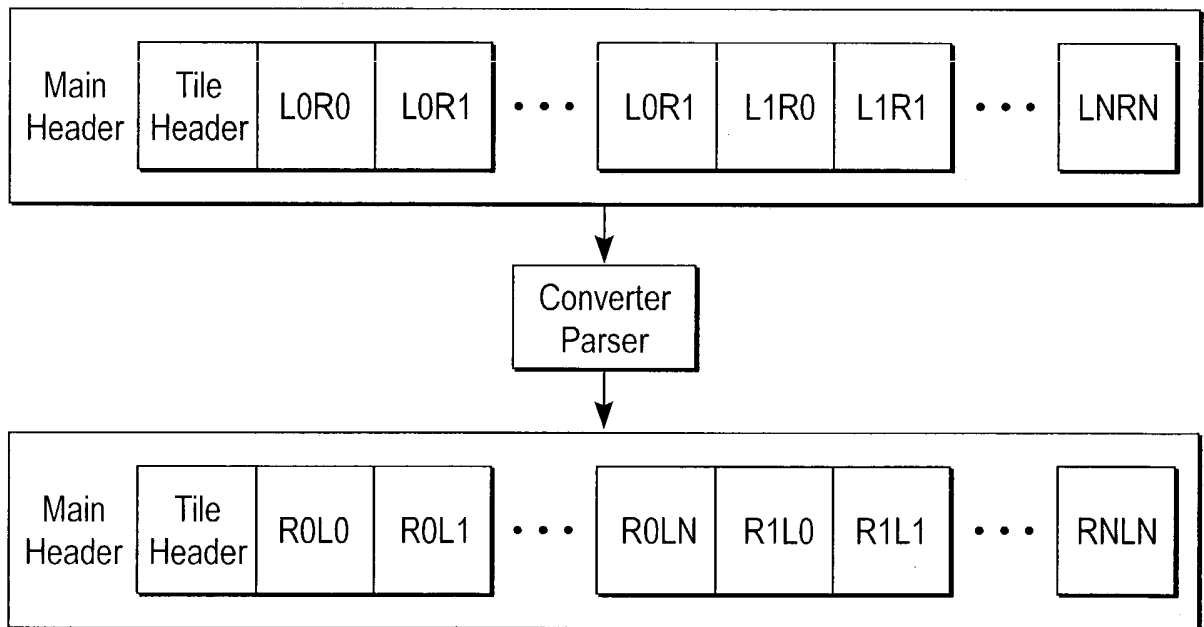 Main Header
Tile Header
L0R0
L0R1
• • •
L0R1
L1R0
L1R1
• • •
LNRN
Converter
Parser
Main Header
Tile Header
R0L0
R0L1
• • •
R0LN
R1L0
R1L1
• • •
RNLN